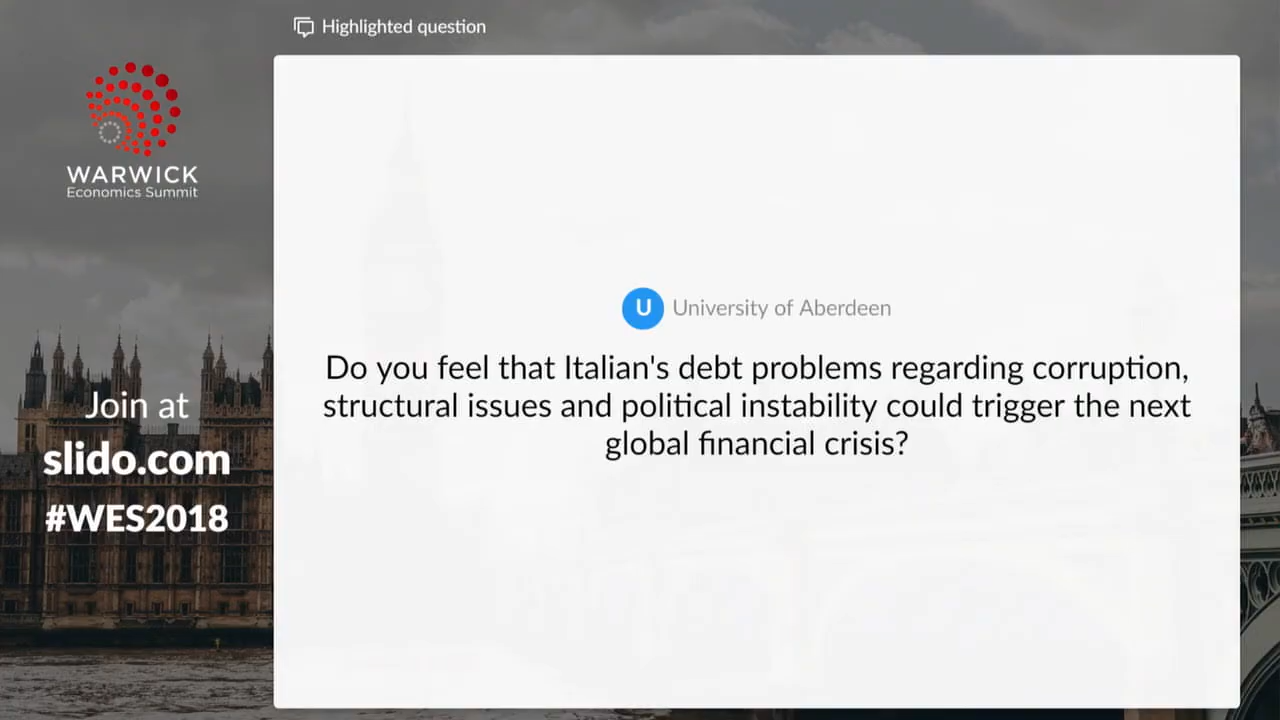 Highlighted question
WARWICK
Economics Summit
U University of Aberdeen
Do you feel that Italian's debt problems regarding corruption,
structural issues and political instability could trigger the next
global financial crisis?
Join at
slido.com
#WES2018